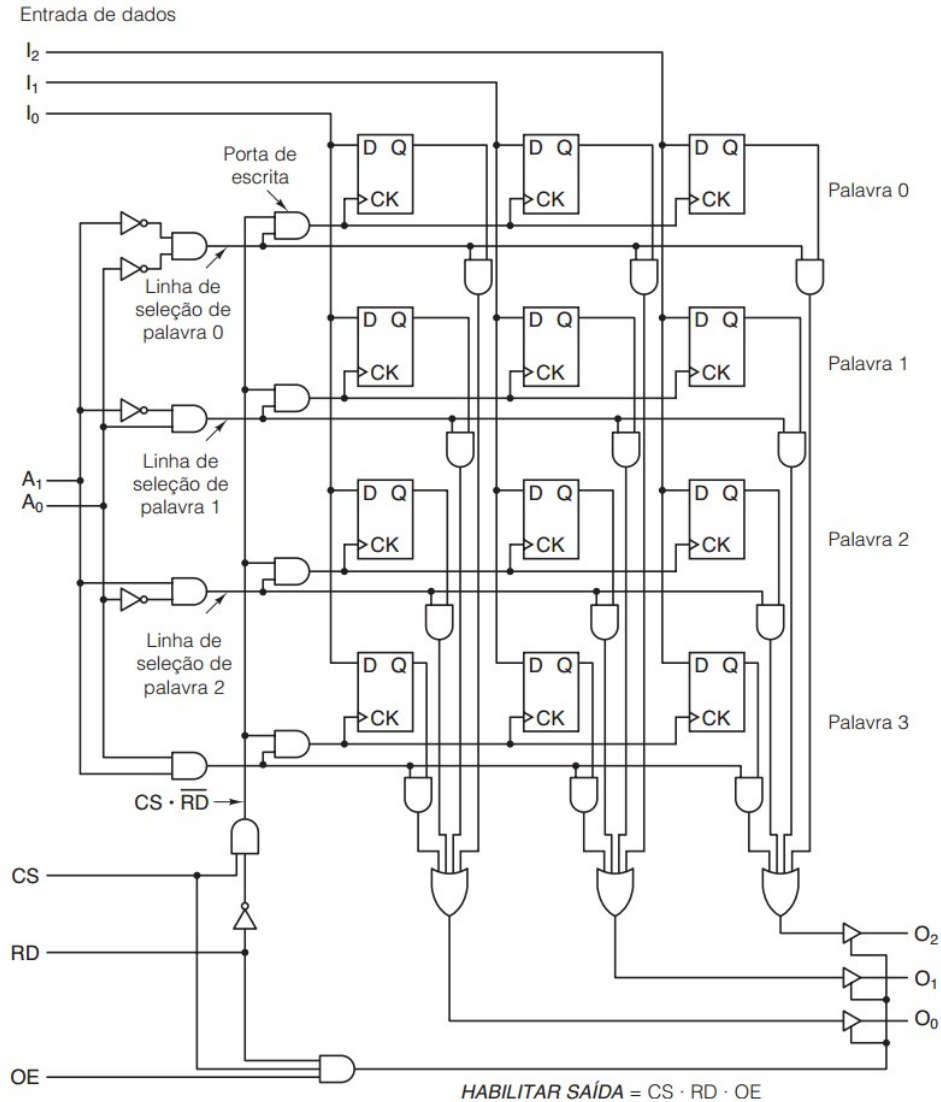 Entrada de dados
I2
I1
I0
Porta de
escrita
D Q
CK
D Q
CK
D Q
CK
Palavra 0
Linha de
seleção de
palavra 0
D Q
CK
D Q
CK
D Q
CK
Palavra 1
Linha de
seleção de
palavra 1
A1
A0
D Q
CK
D Q
CK
D Q
CK
Palavra 2
Linha de
seleção de
palavra 2
D Q
CK
D Q
CK
D Q
CK
Palavra 3
CS · R̅D̅
CS
RD
O2
O1
O0
OE
HABILITAR SAÍDA = CS · RD · OE